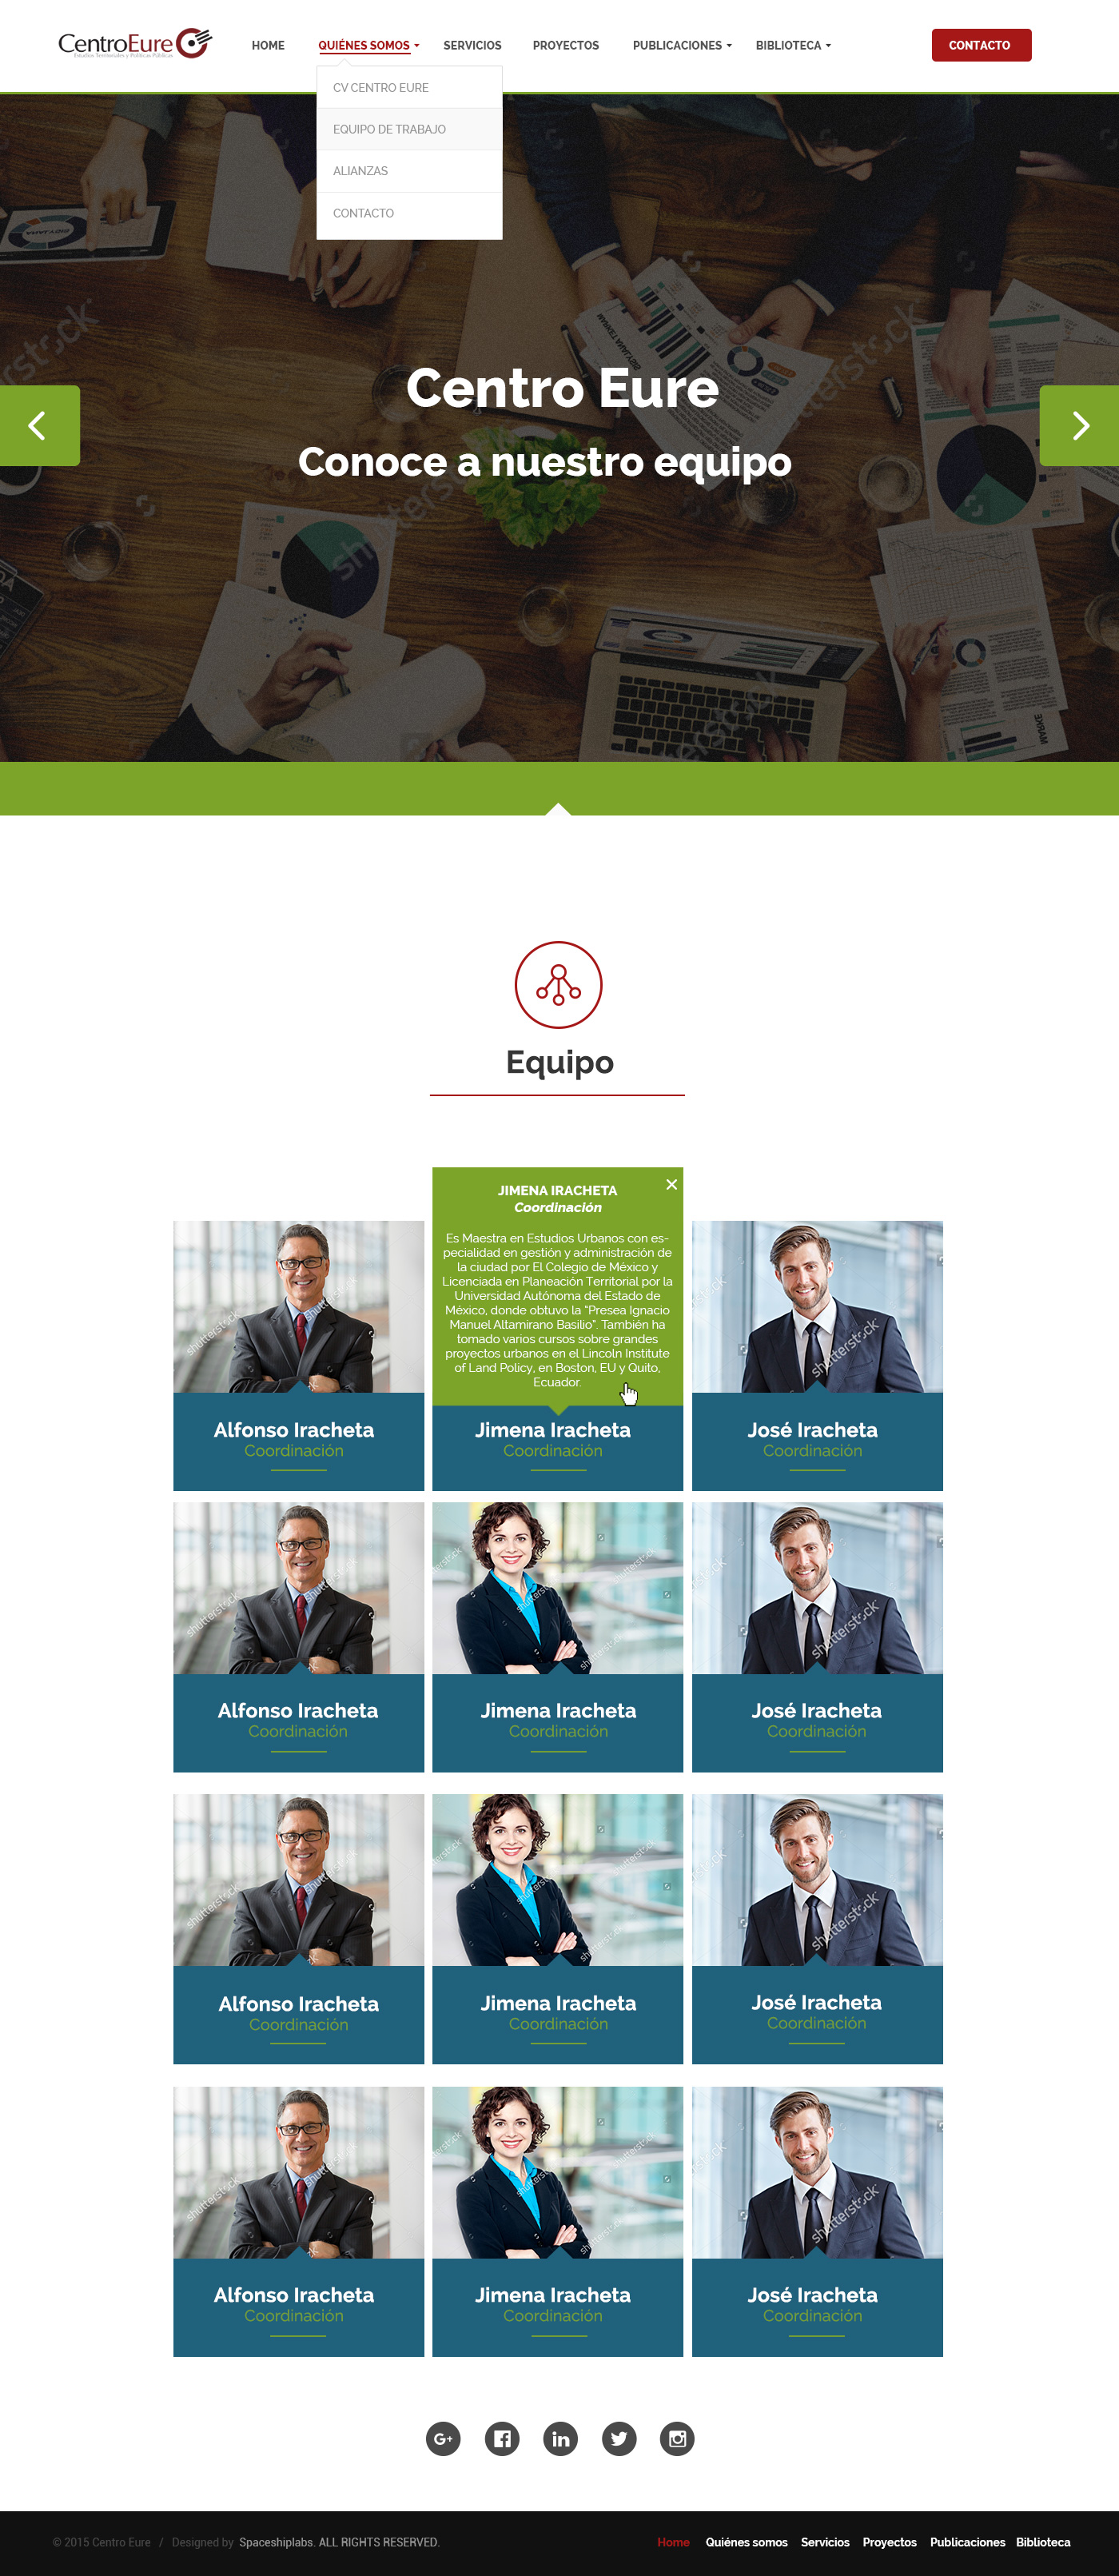 CentroEure
Estudios Territoriales y Políticas Públicas
HOME
QUIÉNES SOMOS
SERVICIOS
PROYECTOS
PUBLICACIONES
BIBLIOTECA
CONTACTO
CV CENTRO EURE
EQUIPO DE TRABAJO
ALIANZAS
CONTACTO
Centro Eure
Conoce a nuestro equipo
Equipo
JIMENA IRACHETA
Coordinación
Es Maestra en Estudios Urbanos con es-
pecialidad en gestión y administración de
la ciudad por El Colegio de México y
Licenciada en Planeación Territorial por la
Universidad Autónoma del Estado de
México, donde obtuvo la "Presea Ignacio
Manuel Altamirano Basilio". También ha
tomado varios cursos sobre grandes
proyectos urbanos en el Lincoln Institute
of Land Policy, en Boston, EU y Quito,
Ecuador.
Alfonso Iracheta
Coordinación
Jimena Iracheta
Coordinación
José Iracheta
Coordinación
Alfonso Iracheta
Coordinación
Jimena Iracheta
Coordinación
José Iracheta
Coordinación
Alfonso Iracheta
Coordinación
Jimena Iracheta
Coordinación
José Iracheta
Coordinación
Alfonso Iracheta
Coordinación
Jimena Iracheta
Coordinación
José Iracheta
Coordinación
© 2015 Centro Eure / Designed by Spaceshiplabs. ALL RIGHTS RESERVED.
Home Quiénes somos Servicios Proyectos Publicaciones Biblioteca